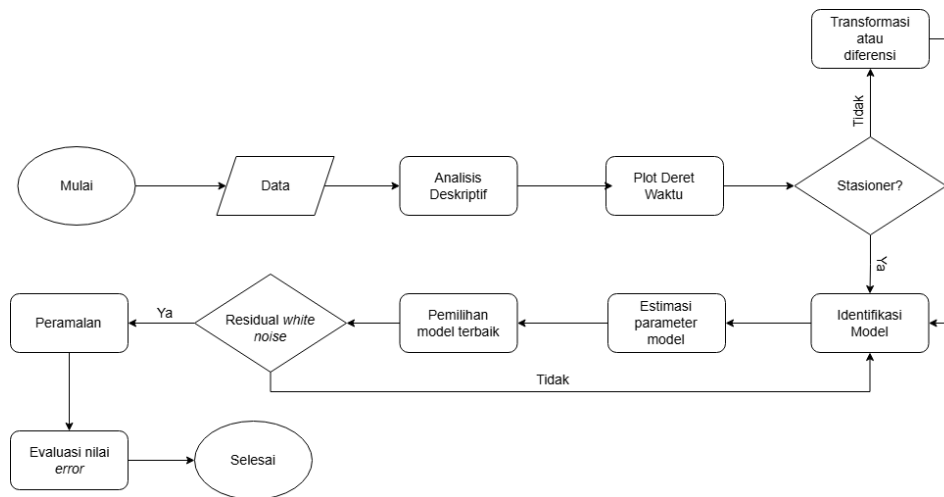 Transformasi
atau
diferensi
Tidak
Mulai
Data
Analisis
Deskriptif
Plot Deret
Waktu
Stasioner?
Ya
Peramalan
Ya
Residual white
noise
Pemilihan
model terbaik
Estimasi
parameter
model
Identifikasi
Model
Tidak
Evaluasi nilai
error
Selesai